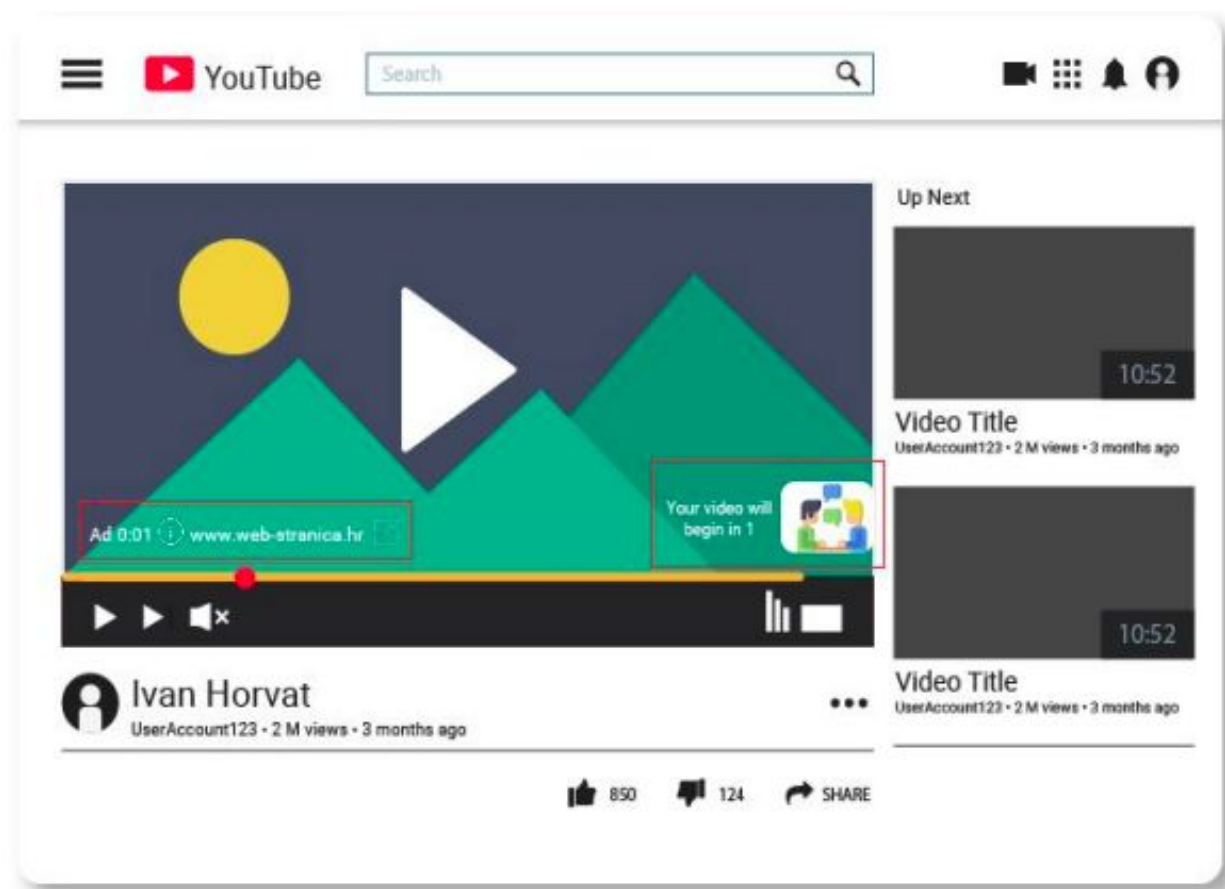 YouTube
Search
Up Next
10:52
Video Title
UserAccount123 • 2 M views • 3 months ago
Your video will
begin in 1
Ad 0:01 i www.web-stranica.hr
10:52
Video Title
UserAccount123 • 2 M views • 3 months ago
Ivan Horvat
UserAccount123 • 2 M views • 3 months ago
850
124
SHARE